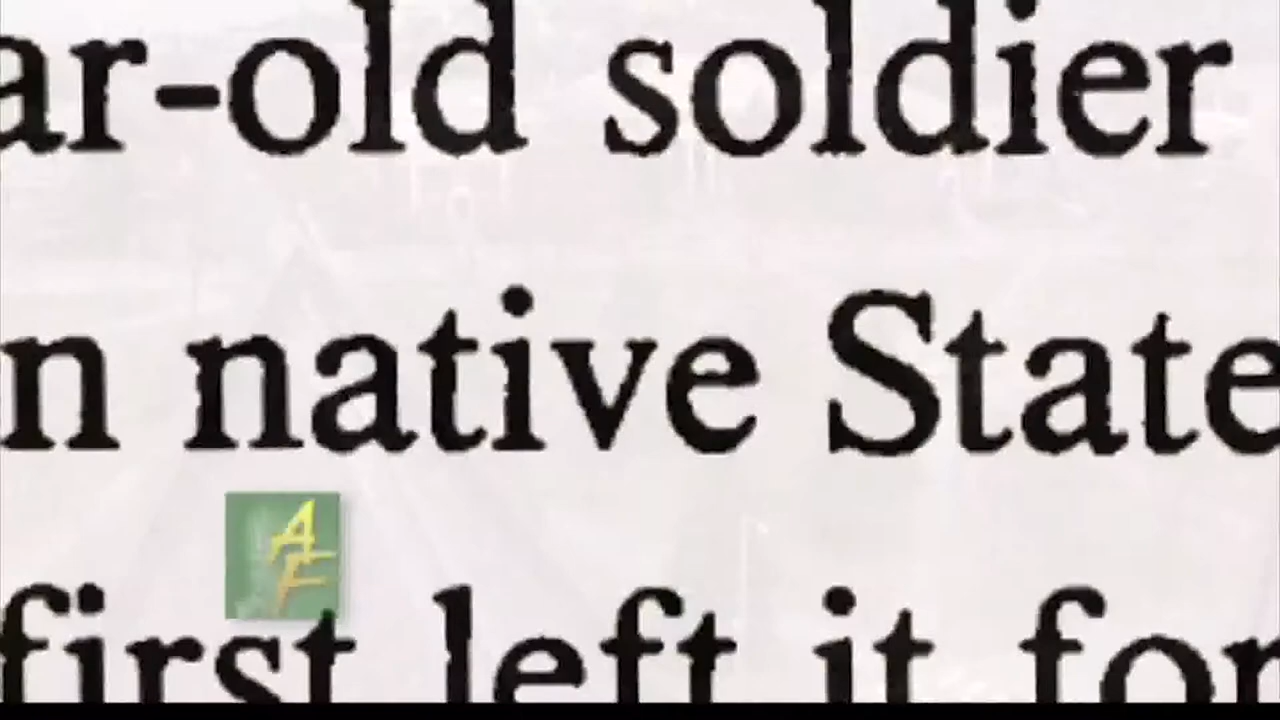 ar-old soldier
n native State
AF
first left it for